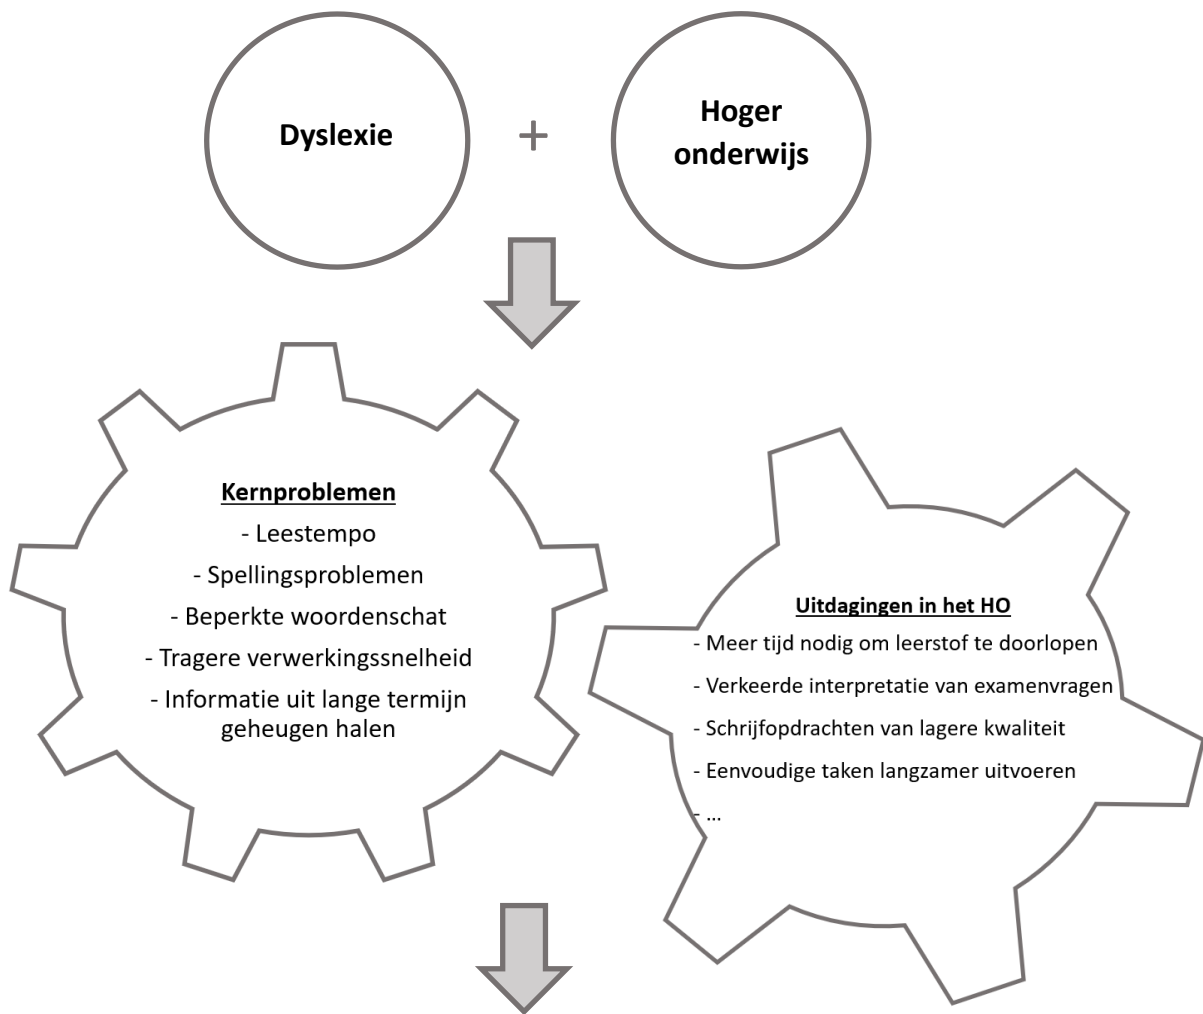 Dyslexie
+
Hoger
onderwijs
Kernproblemen
- Leestempo
- Spellingsproblemen
- Beperkte woordenschat
- Tragere verwerkingssnelheid
- Informatie uit lange termijn
geheugen halen
Uitdagingen in het HO
- Meer tijd nodig om leerstof te doorlopen
- Verkeerde interpretatie van examenvragen
- Schrijfopdrachten van lagere kwaliteit
- Eenvoudige taken langzamer uitvoeren
- ...